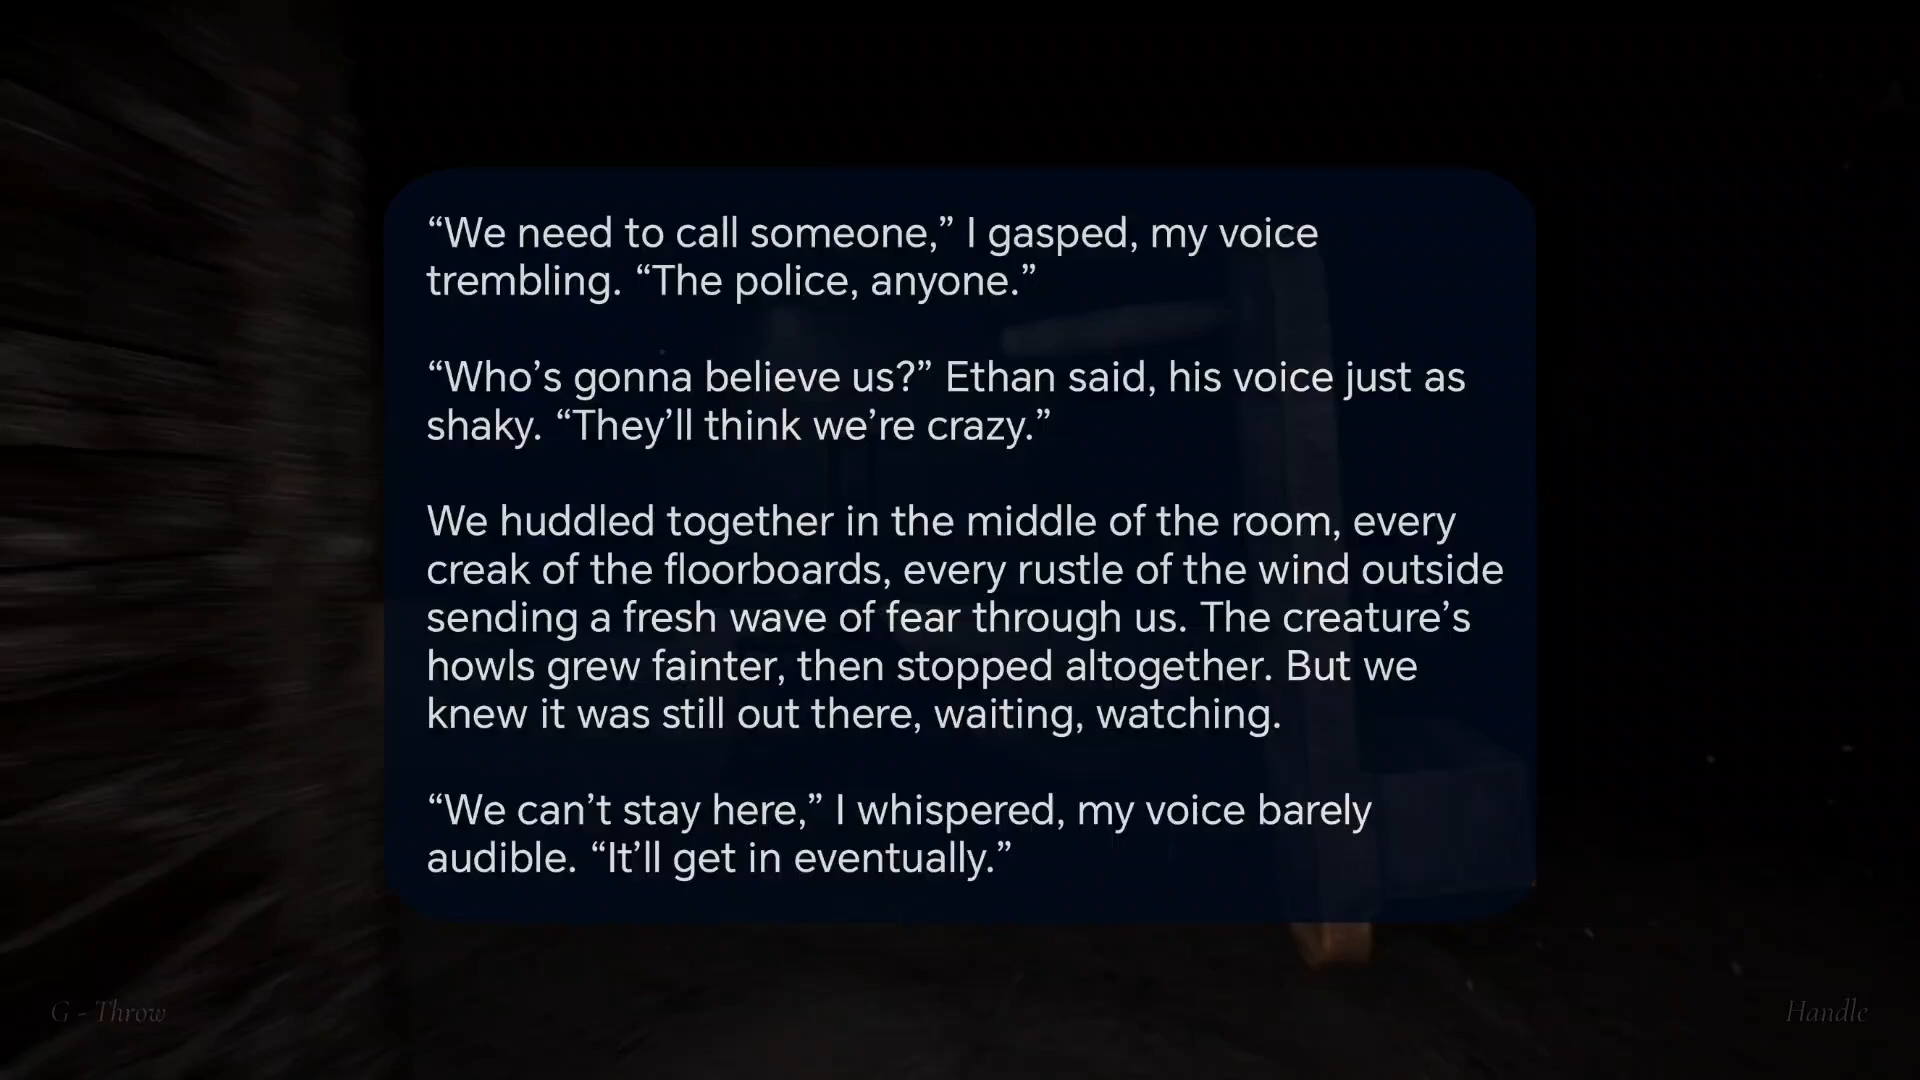 “We need to call someone,” I gasped, my voice
trembling. “The police, anyone.”
“Who’s gonna believe us?” Ethan said, his voice just as
shaky. “They’ll think we’re crazy.”
We huddled together in the middle of the room, every
creak of the floorboards, every rustle of the wind outside
sending a fresh wave of fear through us. The creature’s
howls grew fainter, then stopped altogether. But we
knew it was still out there, waiting, watching.
“We can’t stay here,” I whispered, my voice barely
audible. “It’ll get in eventually.”
G - Throw
Handle